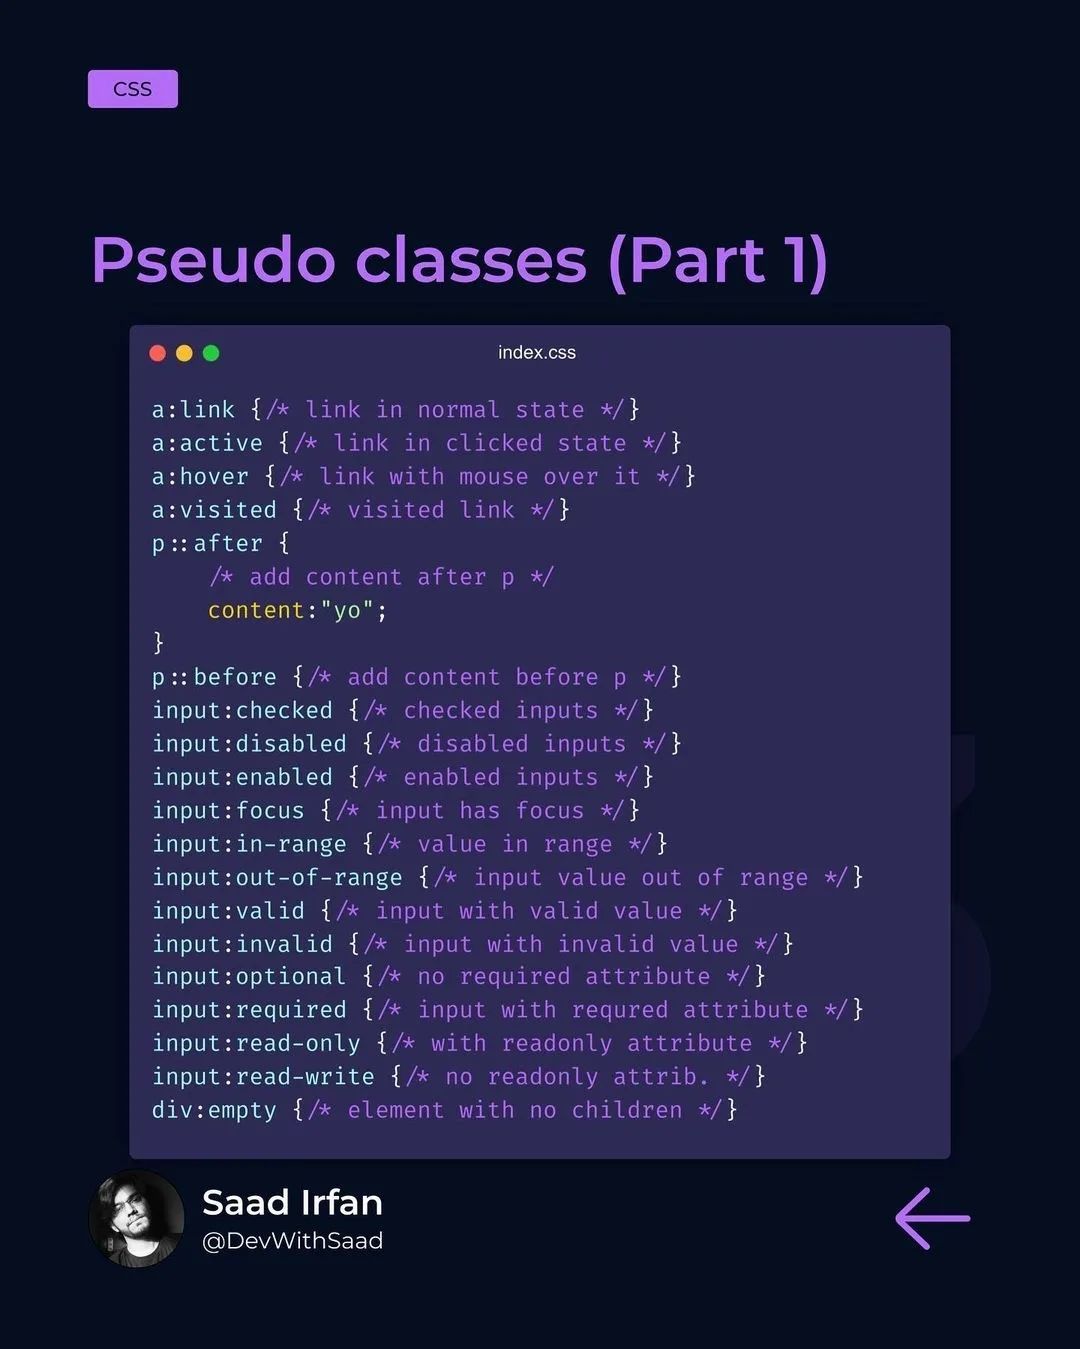 CSS
Pseudo classes (Part 1)
index.css
a:link {/* link in normal state */}
a:active {/* link in clicked state */}
a:hover {/* link with mouse over it */}
a:visited {/* visited link */}
p::after {
    /* add content after p */
    content:"yo";
}
p::before {/* add content before p */}
input:checked {/* checked inputs */}
input:disabled {/* disabled inputs */}
input:enabled {/* enabled inputs */}
input:focus {/* input has focus */}
input:in-range {/* value in range */}
input:out-of-range {/* input value out of range */}
input:valid {/* input with valid value */}
input:invalid {/* input with invalid value */}
input:optional {/* no required attribute */}
input:required {/* input with requred attribute */}
input:read-only {/* with readonly attribute */}
input:read-write {/* no readonly attrib. */}
div:empty {/* element with no children */}
Saad Irfan
@DevWithSaad